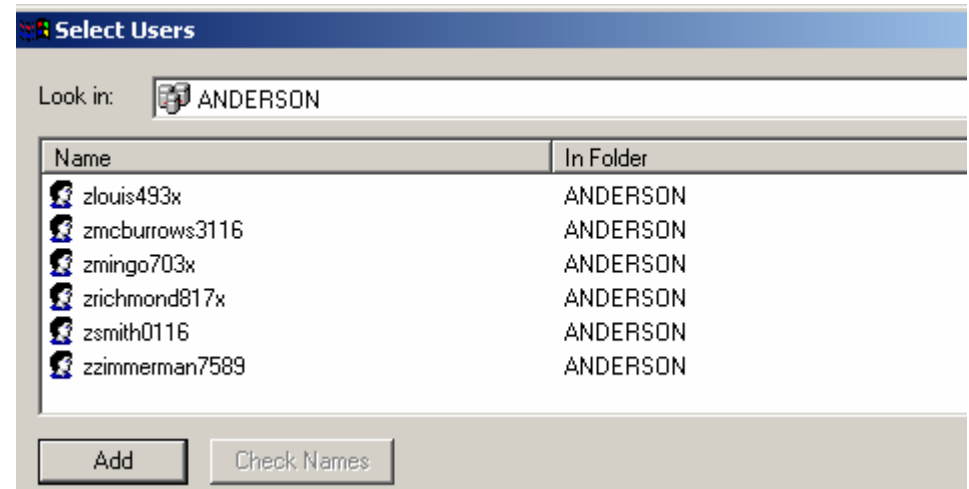 Select Users
Look in: ANDERSON
Name In Folder
zlouis493x ANDERSON
zmcburrows3116 ANDERSON
zmingo703x ANDERSON
zrichmond817x ANDERSON
zsmith0116 ANDERSON
zzimmerman7589 ANDERSON
Add Check Names